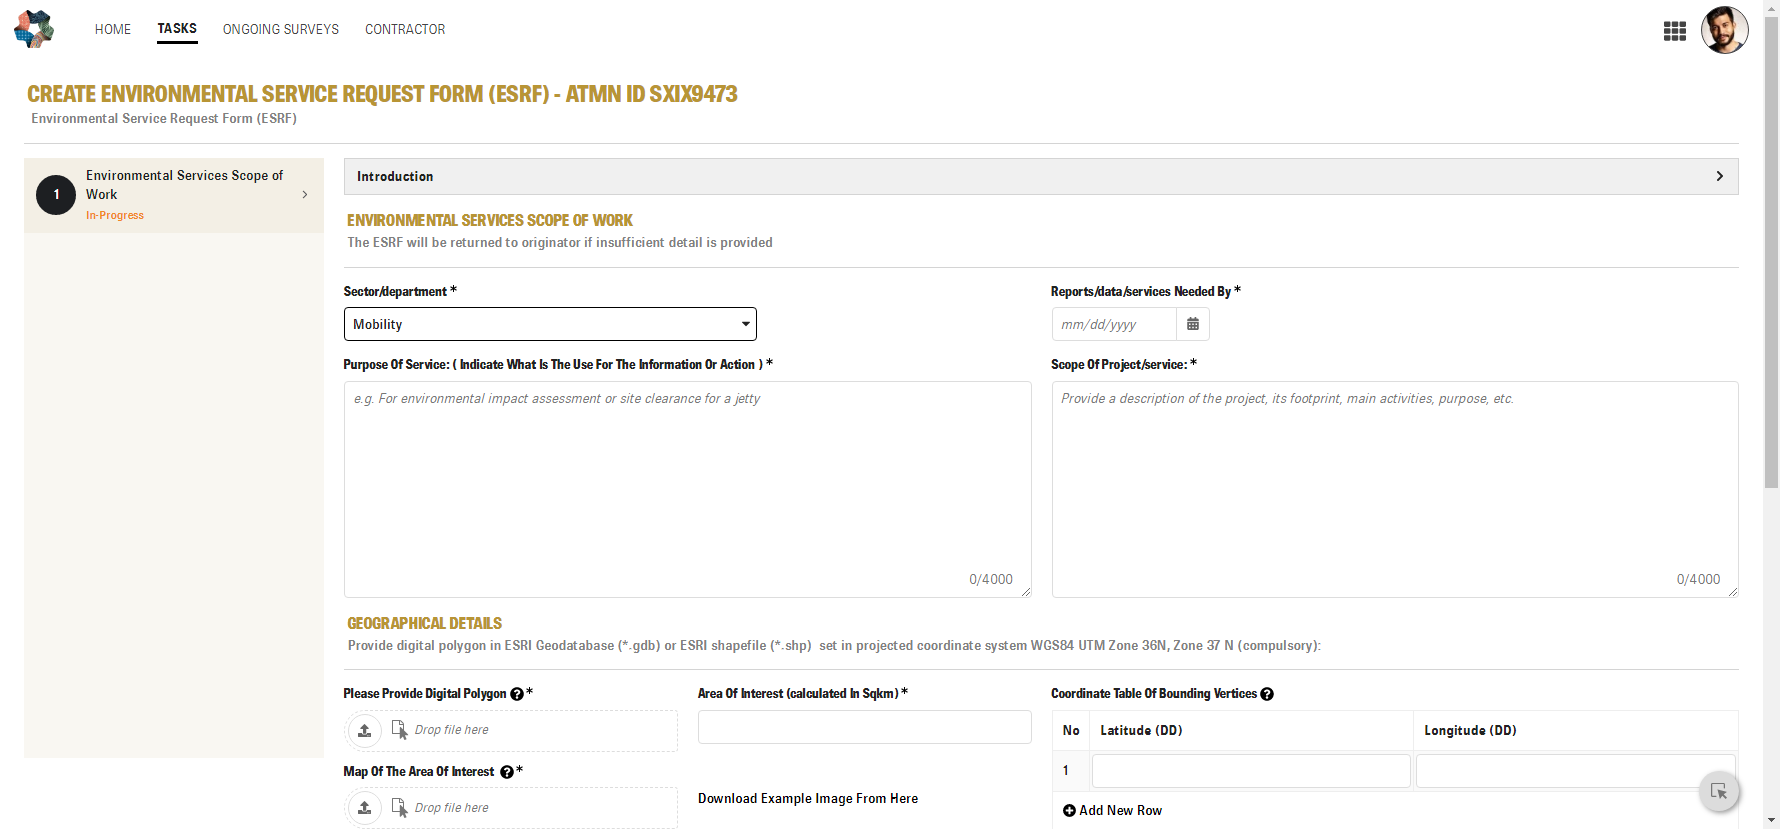 HOME
TASKS
ONGOING SURVEYS
CONTRACTOR
CREATE ENVIRONMENTAL SERVICE REQUEST FORM (ESRF) - ATMN ID SXIX9473
Environmental Service Request Form (ESRF)
1
Environmental Services Scope of
Work
In-Progress
Introduction
ENVIRONMENTAL SERVICES SCOPE OF WORK
The ESRF will be returned to originator if insufficient detail is provided
Sector/department *
Mobility
Reports/data/services Needed By *
mm/dd/yyyy
Purpose Of Service: ( Indicate What Is The Use For The Information Or Action ) *
e.g. For environmental impact assessment or site clearance for a jetty
0/4000
Scope Of Project/service: *
Provide a description of the project, its footprint, main activities, purpose, etc.
0/4000
GEOGRAPHICAL DETAILS
Provide digital polygon in ESRI Geodatabase (*.gdb) or ESRI shapefile (*.shp) set in projected coordinate system WGS84 UTM Zone 36N, Zone 37 N (compulsory):
Please Provide Digital Polygon ? *
Drop file here
Area Of Interest (calculated In Sqkm) *
Coordinate Table Of Bounding Vertices ?
No
Latitude (DD)
Longitude (DD)
1
Add New Row
Map Of The Area Of Interest ? *
Drop file here
Download Example Image From Here